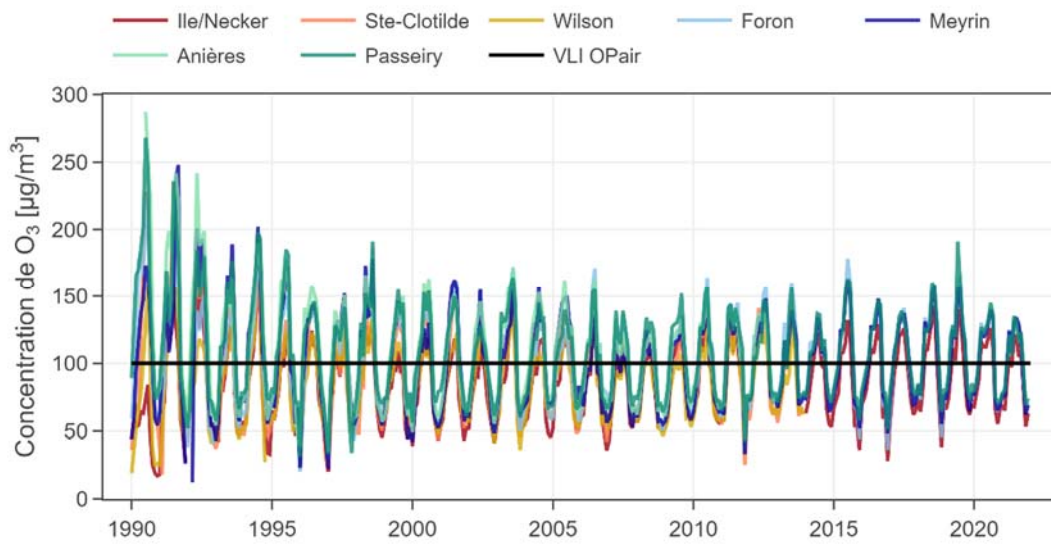 Ile/Necker Ste-Clotilde Wilson Foron Meyrin
Anières Passeiry VLI OPair
Concentration de O₃ [µg/m³]
300
250
200
150
100
50
0
1990 1995 2000 2005 2010 2015 2020